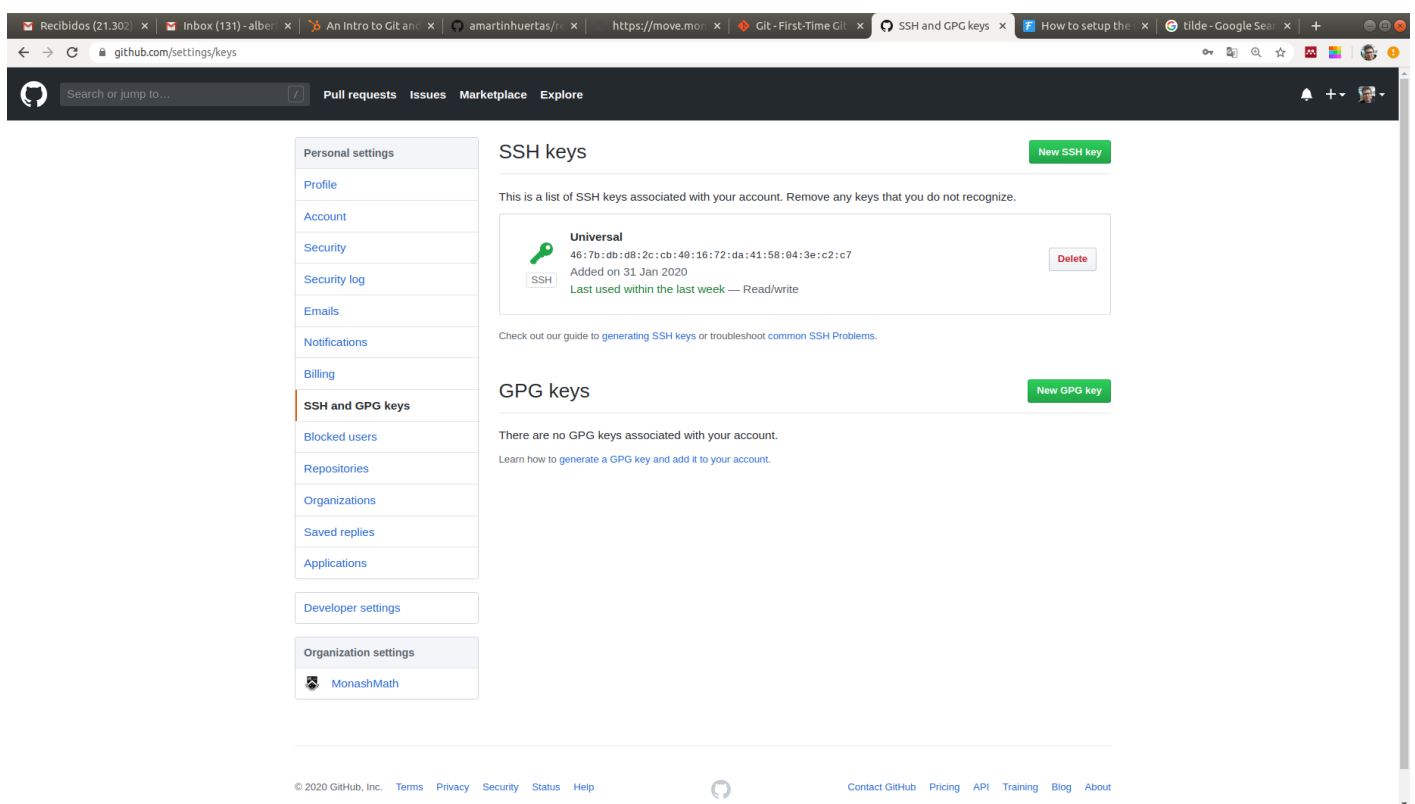 Recibidos (21.302)
Inbox (131) - alber
An Intro to Git and
amartinhuertas/re
https://move.mon
Git - First-Time Git
SSH and GPG keys
How to setup the
tilde - Google Sear
github.com/settings/keys
Search or jump to...
/
Pull requests Issues Marketplace Explore
Personal settings
Profile
Account
Security
Security log
Emails
Notifications
Billing
SSH and GPG keys
Blocked users
Repositories
Organizations
Saved replies
Applications
Developer settings
Organization settings
MonashMath
SSH keys
New SSH key
This is a list of SSH keys associated with your account. Remove any keys that you do not recognize.
Universal
46:7b:db:d8:2c:cb:40:16:72:da:41:58:04:3e:c2:c7
Added on 31 Jan 2020
Last used within the last week — Read/write
SSH
Delete
Check out our guide to generating SSH keys or troubleshoot common SSH Problems.
GPG keys
New GPG key
There are no GPG keys associated with your account.
Learn how to generate a GPG key and add it to your account.
© 2020 GitHub, Inc. Terms Privacy Security Status Help
Contact GitHub Pricing API Training Blog About